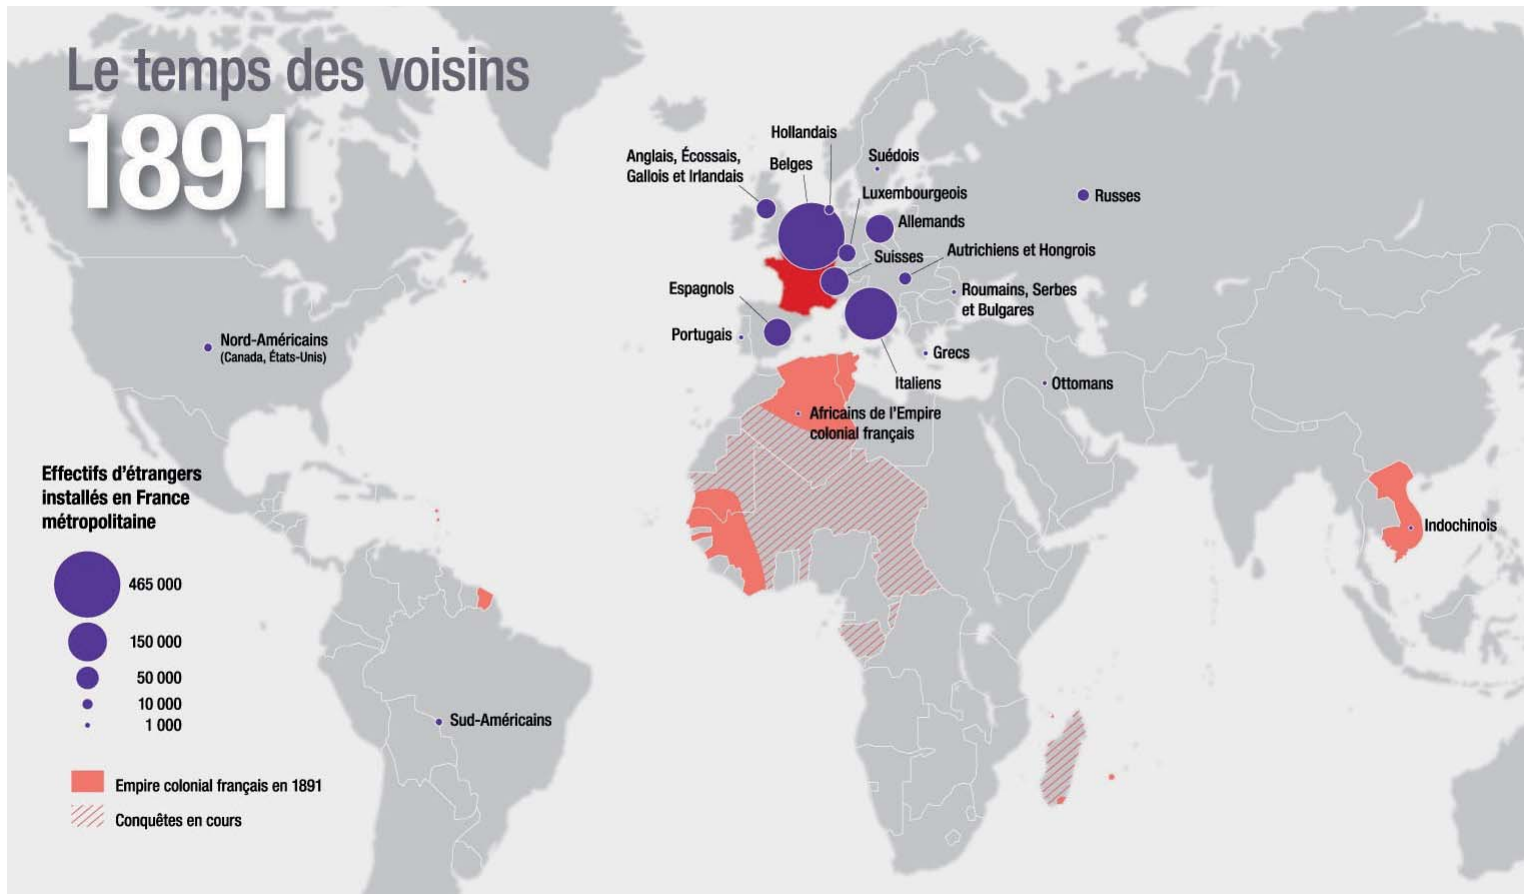 Le temps des voisins
1891
Hollandais
Anglais, Écossais,
Gallois et Irlandais
Belges
Suédois
Luxembourgeois
Russes
Allemands
Suisses
Autrichiens et Hongrois
Espagnols
Roumains, Serbes
et Bulgares
Portugais
Grecs
Italiens
Ottomans
Nord-Américains
(Canada, États-Unis)
Africains de l'Empire
colonial français
Indochinois
Sud-Américains
Effectifs d'étrangers
installés en France
métropolitaine
465 000
150 000
50 000
10 000
1 000
Empire colonial français en 1891
Conquêtes en cours